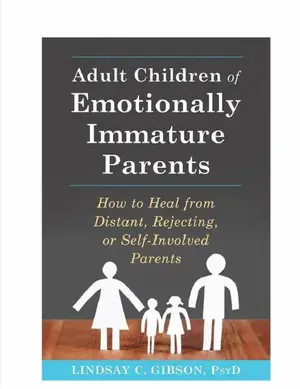 Adult Children of
Emotionally
Immature
Parents
How to Heal from
Distant, Rejecting,
or Self-Involved
Parents
LINDSAY C. GIBSON, PSYD